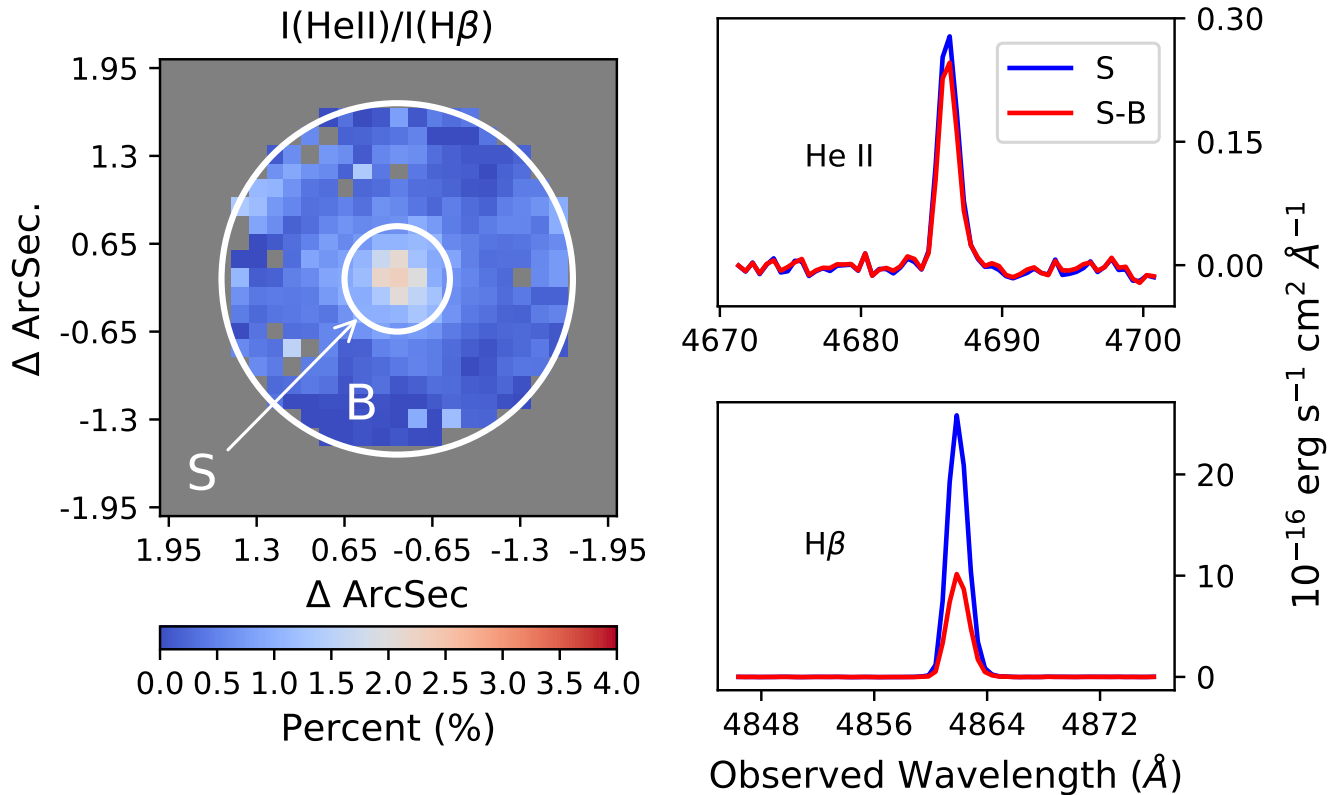 I(HeII)/I(Hβ)
1.95
1.3
0.65
-0.65
-1.3
-1.95
Δ ArcSec.
B
S
1.95 1.3 0.65 -0.65 -1.3 -1.95
Δ ArcSec
0.0 0.5 1.0 1.5 2.0 2.5 3.0 3.5 4.0
Percent (%)
S
S-B
He II
0.30
0.15
0.00
4670 4680 4690 4700
Hβ
20
10
0
4848 4856 4864 4872
Observed Wavelength (Å)
10⁻¹⁶ erg s⁻¹ cm² Å⁻¹